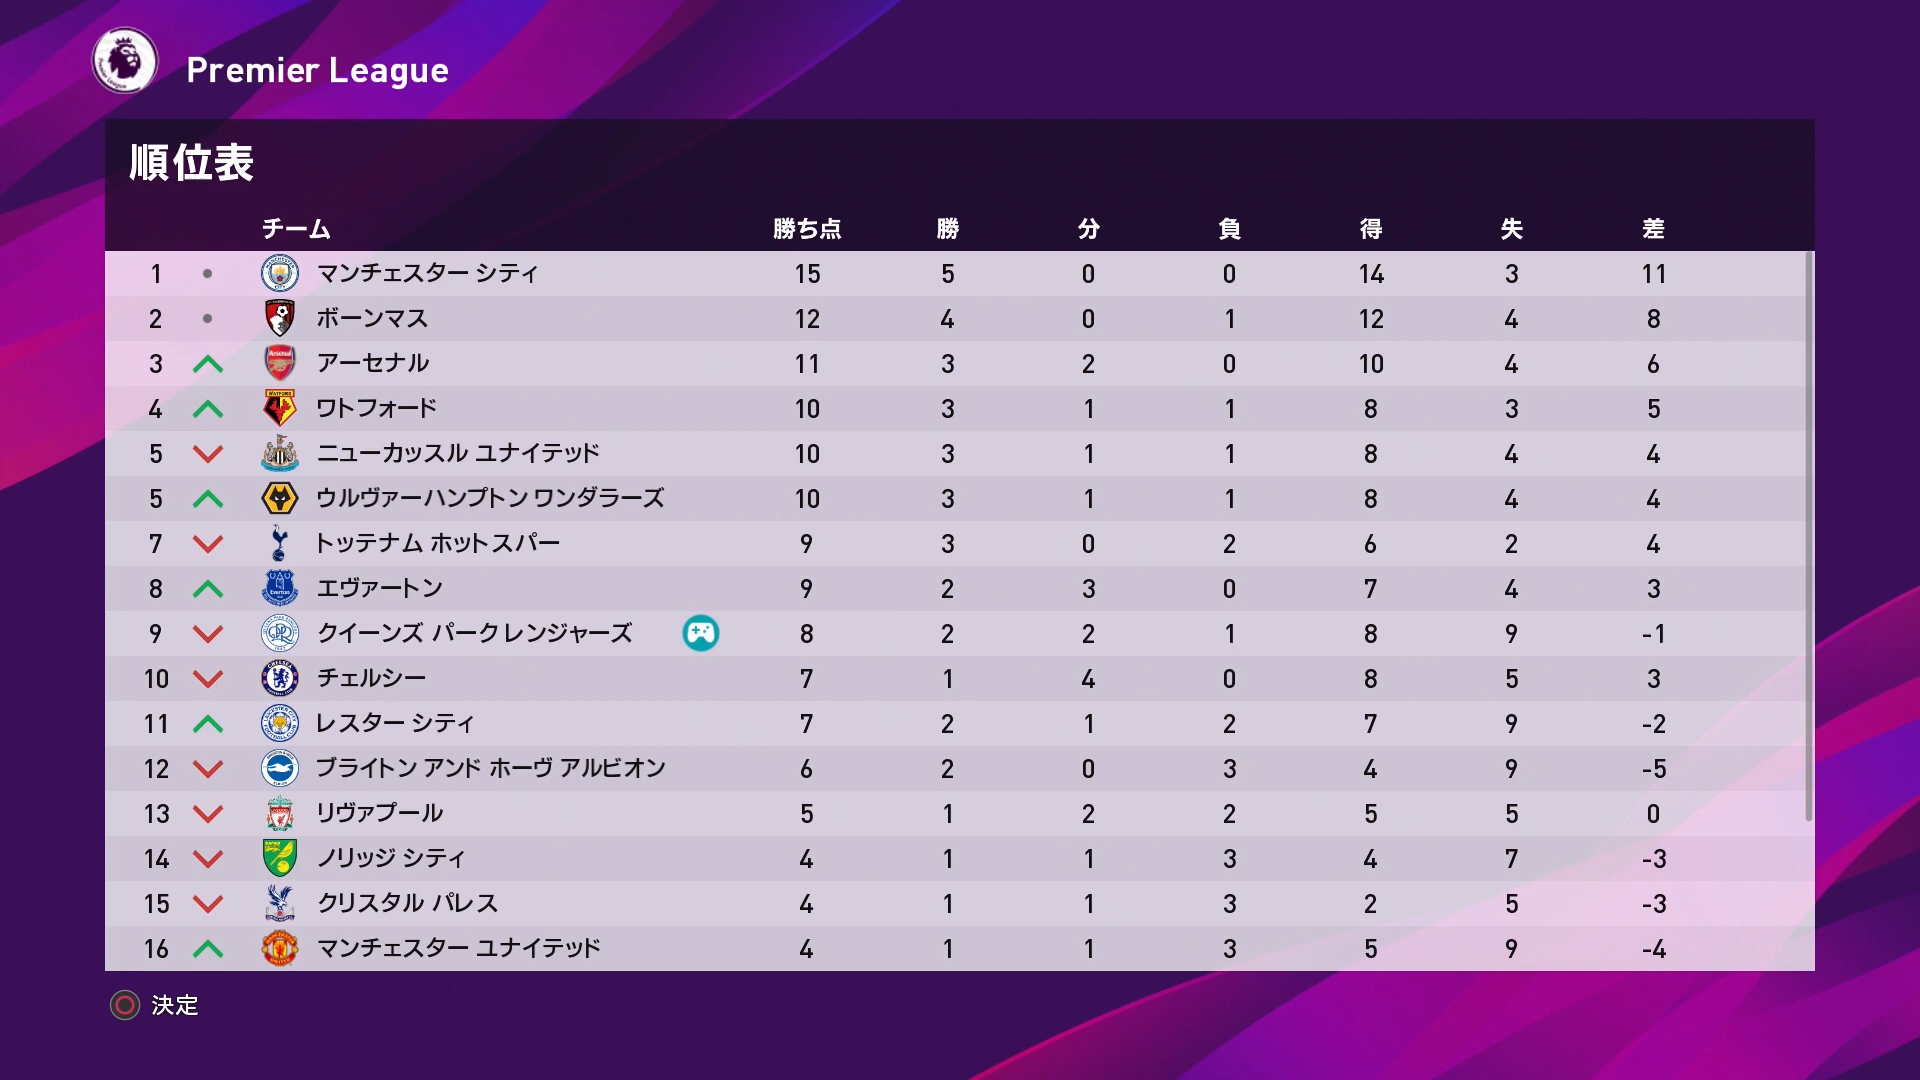 Premier League
順位表
チーム 勝ち点 勝 分 負 得 失 差
1 マンチェスター シティ 15 5 0 0 14 3 11
2 ボーンマス 12 4 0 1 12 4 8
3 アーセナル 11 3 2 0 10 4 6
4 ワトフォード 10 3 1 1 8 3 5
5 ニューカッスル ユナイテッド 10 3 1 1 8 4 4
5 ウルヴァーハンプトン ワンダラーズ 10 3 1 1 8 4 4
7 トッテナム ホットスパー 9 3 0 2 6 2 4
8 エヴァートン 9 2 3 0 7 4 3
9 クイーンズ パーク レンジャーズ 8 2 2 1 8 9 -1
10 チェルシー 7 1 4 0 8 5 3
11 レスター シティ 7 2 1 2 7 9 -2
12 ブライトン アンド ホーヴ アルビオン 6 2 0 3 4 9 -5
13 リヴァプール 5 1 2 2 5 5 0
14 ノリッジ シティ 4 1 1 3 4 7 -3
15 クリスタル パレス 4 1 1 3 2 5 -3
16 マンチェスター ユナイテッド 4 1 1 3 5 9 -4
決定